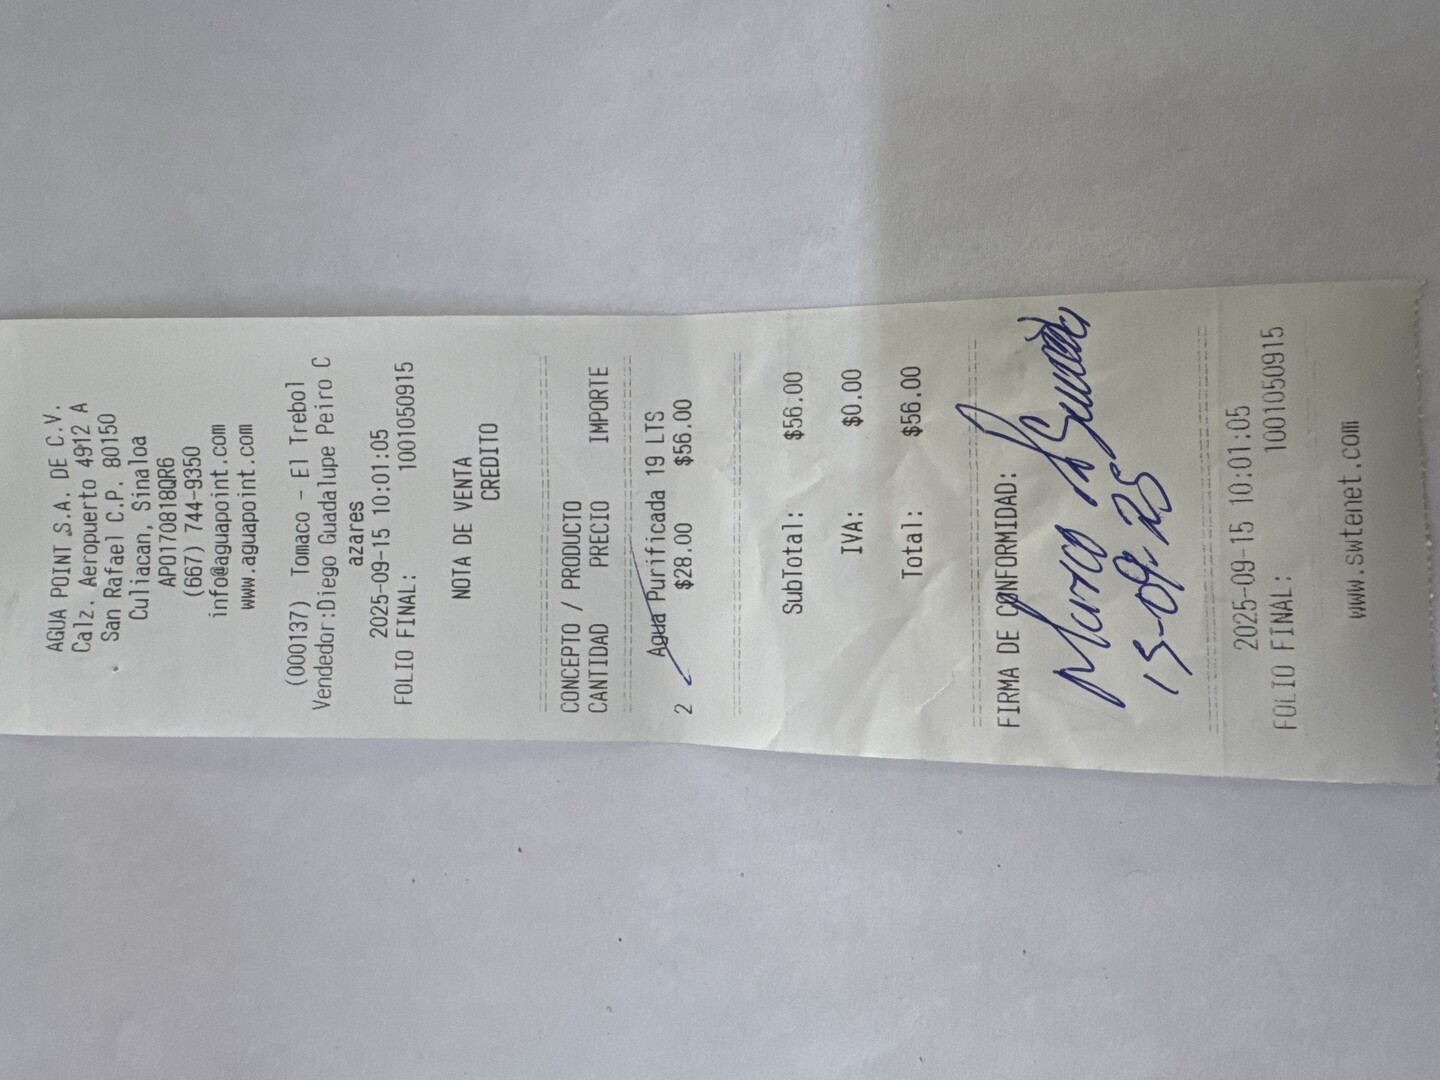 AGUA POINT S.A. DE C.V.
Calz. Aeropuerto 4912 A
San Rafael C.P. 80150
Culiacan, Sinaloa
APO170818QR6
(667) 744-9350
info@aguapoint.com
www.aguapoint.com
(000137) Tomaco - El Trebol
Vendedor:Diego Guadalupe Peiro C
azares
2025-09-15 10:01:05
FOLIO FINAL: 1001050915
NOTA DE VENTA
CREDITO
CONCEPTO / PRODUCTO
CANTIDAD PRECIO IMPORTE
Agua Purificada 19 LTS
2 $28.00 $56.00
SubTotal: $56.00
IVA: $0.00
Total: $56.00
FIRMA DE CONFORMIDAD:
Marco
15-09-25
2025-09-15 10:01:05
FOLIO FINAL: 1001050915
www.swtenet.com